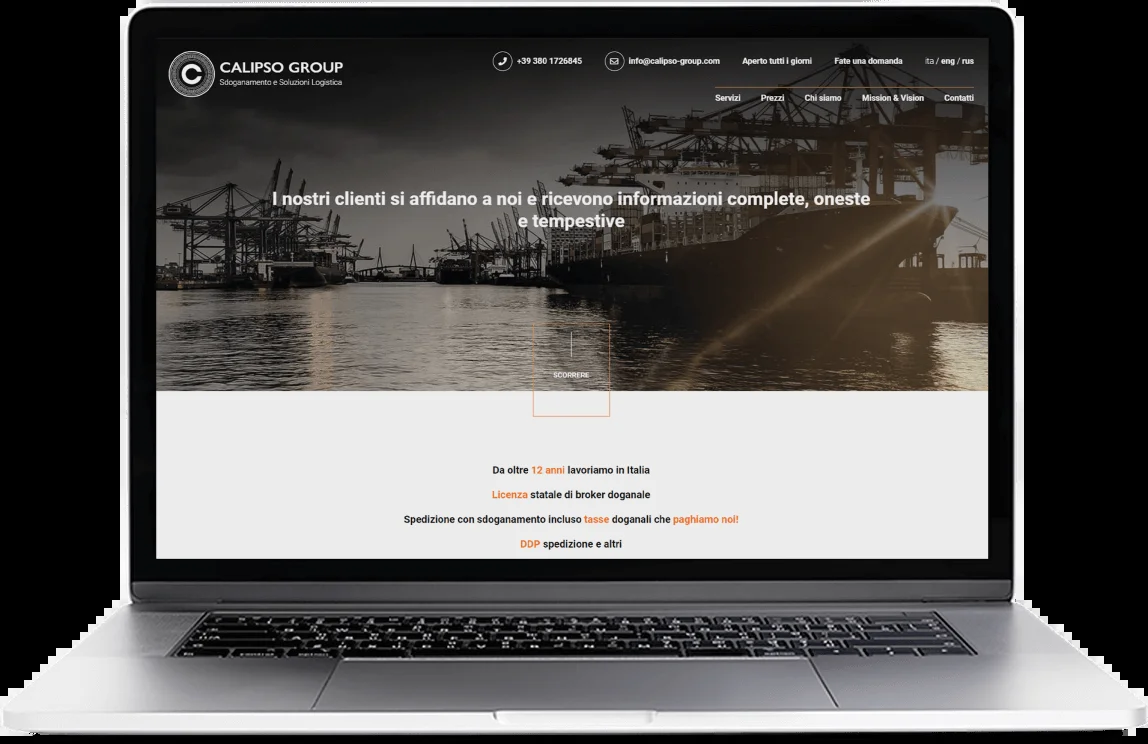 CALIPSO GROUP
Sdoganamento e Soluzioni Logistica
+39 380 1726845
info@calipso-group.com
Aperto tutti i giorni
Fate una domanda
ita / eng / rus
Servizi
Prezzi
Chi siamo
Mission & Vision
Contatti
I nostri clienti si affidano a noi e ricevono informazioni complete, oneste
e tempestive
SCORRERE
Da oltre 12 anni lavoriamo in Italia
Licenza statale di broker doganale
Spedizione con sdoganamento incluso tasse doganali che paghiamo noi!
DDP spedizione e altri